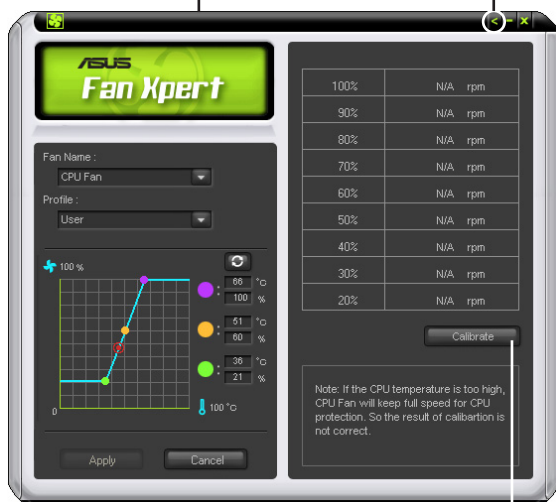 < - x
ASUS
Fan Xpert
Fan Name :
CPU Fan
Profile :
User
100 %
66 °C
100 %
51 °C
60 %
36 °C
21 %
0
100 °C
Apply Cancel
100% N/A rpm
90% N/A rpm
80% N/A rpm
70% N/A rpm
60% N/A rpm
50% N/A rpm
40% N/A rpm
30% N/A rpm
20% N/A rpm
Calibrate
Note: If the CPU temperature is too high,
CPU Fan will keep full speed for CPU
protection. So the result of calibartion is
not correct.